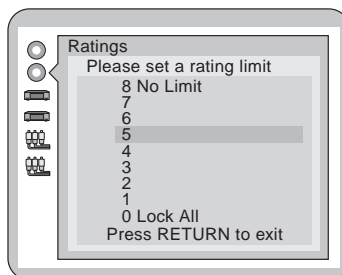 Ratings
Please set a rating limit
8 No Limit
7
6
5
4
3
2
1
0 Lock All
Press RETURN to exit